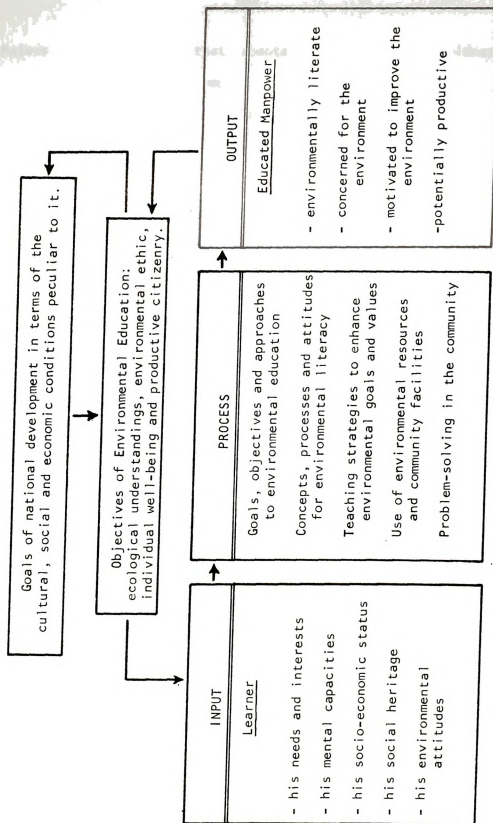 Goals of national development in terms of the
cultural, social and economic conditions peculiar to it.
Objectives of Environmental Education:
ecological understandings, environmental ethic,
individual well-being and productive citizenry.
INPUT
Learner
- his needs and interests
- his mental capacities
- his socio-economic status
- his social heritage
- his environmental
attitudes
PROCESS
Goals, objectives and approaches
to environmental education
Concepts, processes and attitudes
for environmental literacy
Teaching strategies to enhance
environmental goals and values
Use of environmental resources
and community facilities
Problem-solving in the community
OUTPUT
Educated Manpower
- environmentally literate
- concerned for the
environment
- motivated to improve the
environment
-potentially productive